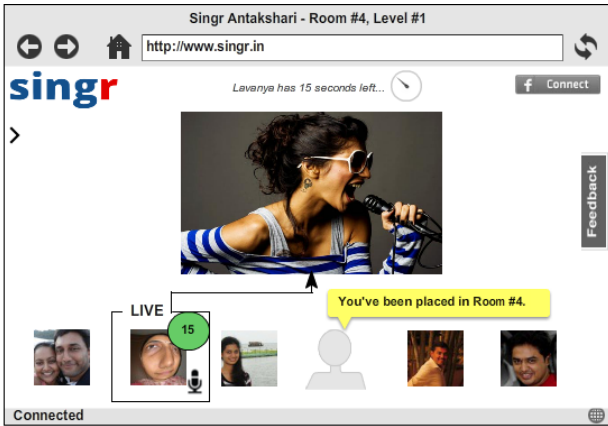 Singr Antakshari - Room #4, Level #1
http://www.singr.in
singr
Lavanya has 15 seconds left...
f Connect
Feedback
You've been placed in Room #4.
LIVE
15
Connected